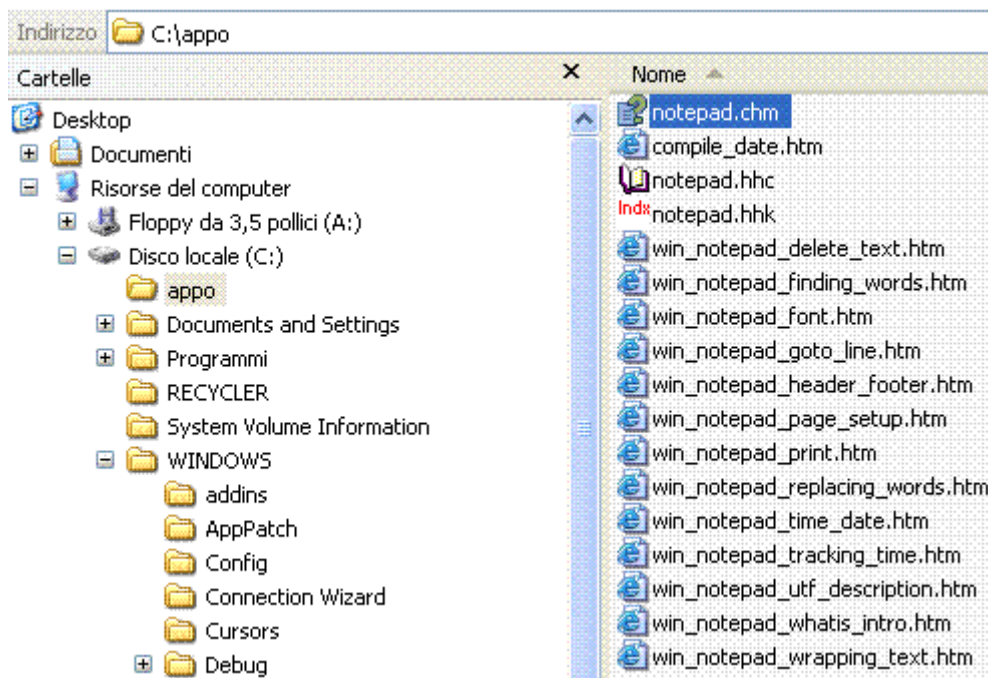 Indirizzo C:\appo
Cartelle
Desktop
Documenti
Risorse del computer
Floppy da 3,5 pollici (A:)
Disco locale (C:)
appo
Documents and Settings
Programmi
RECYCLER
System Volume Information
WINDOWS
addins
AppPatch
Config
Connection Wizard
Cursors
Debug
Nome
notepad.chm
compile_date.htm
notepad.hhc
Indx notepad.hhk
win_notepad_delete_text.htm
win_notepad_finding_words.htm
win_notepad_font.htm
win_notepad_goto_line.htm
win_notepad_header_footer.htm
win_notepad_page_setup.htm
win_notepad_print.htm
win_notepad_replacing_words.htm
win_notepad_time_date.htm
win_notepad_tracking_time.htm
win_notepad_utf_description.htm
win_notepad_whatis_intro.htm
win_notepad_wrapping_text.htm